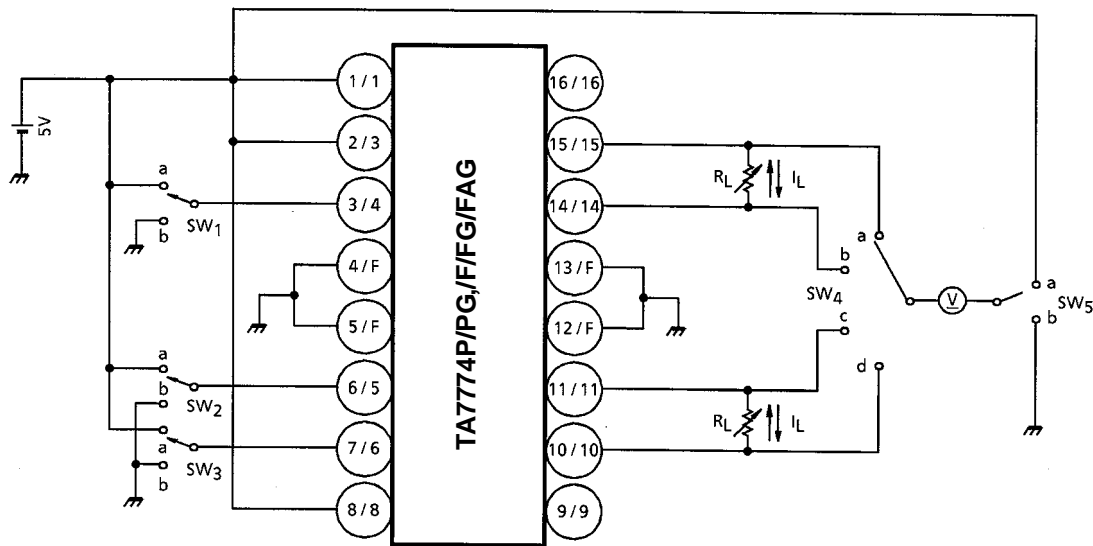 5V
1 / 1
2 / 3
3 / 4
4 / F
5 / F
6 / 5
7 / 6
8 / 8
a
b
SW1
a
b
SW2
a
b
SW3
TA7774P/PG,/F/FG/FAG
16 / 16
15 / 15
14 / 14
13 / F
12 / F
11 / 11
10 / 10
9 / 9
RL
IL
RL
IL
a
b
SW4
c
d
V
a
SW5
b